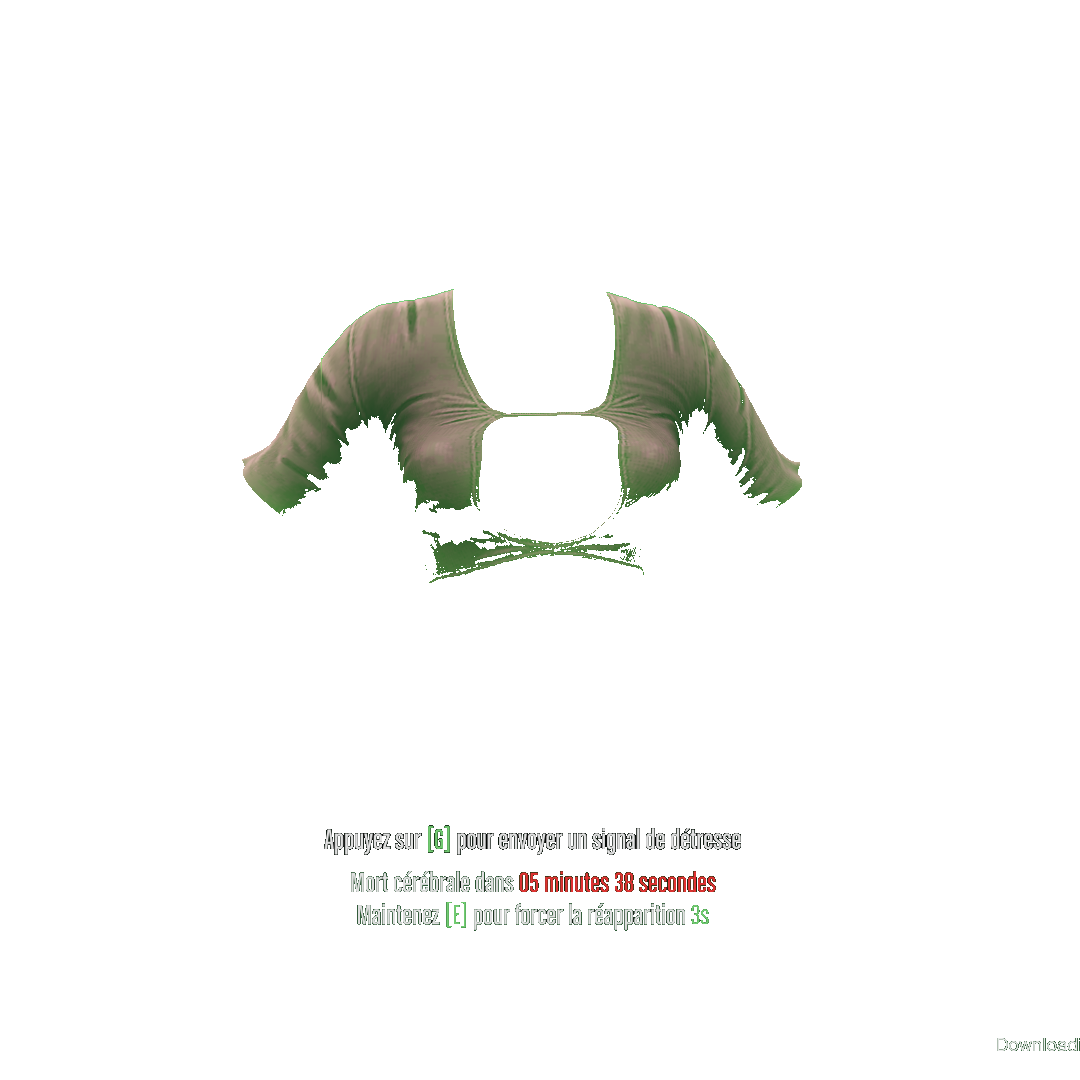 Appuyez sur [G] pour envoyer un signal de détresse
Mort cérébrale dans 05 minutes 38 secondes
Maintenez [E] pour forcer la réapparition 3s
Downloadi